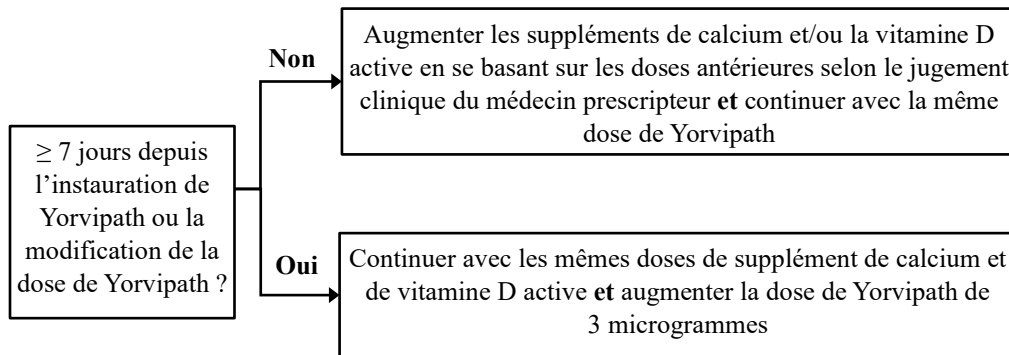 ≥ 7 jours depuis
l’instauration de
Yorvipath ou la
modification de la
dose de Yorvipath ?
Non
Augmenter les suppléments de calcium et/ou la vitamine D
active en se basant sur les doses antérieures selon le jugement
clinique du médecin prescripteur et continuer avec la même
dose de Yorvipath
Oui
Continuer avec les mêmes doses de supplément de calcium et
de vitamine D active et augmenter la dose de Yorvipath de
3 microgrammes